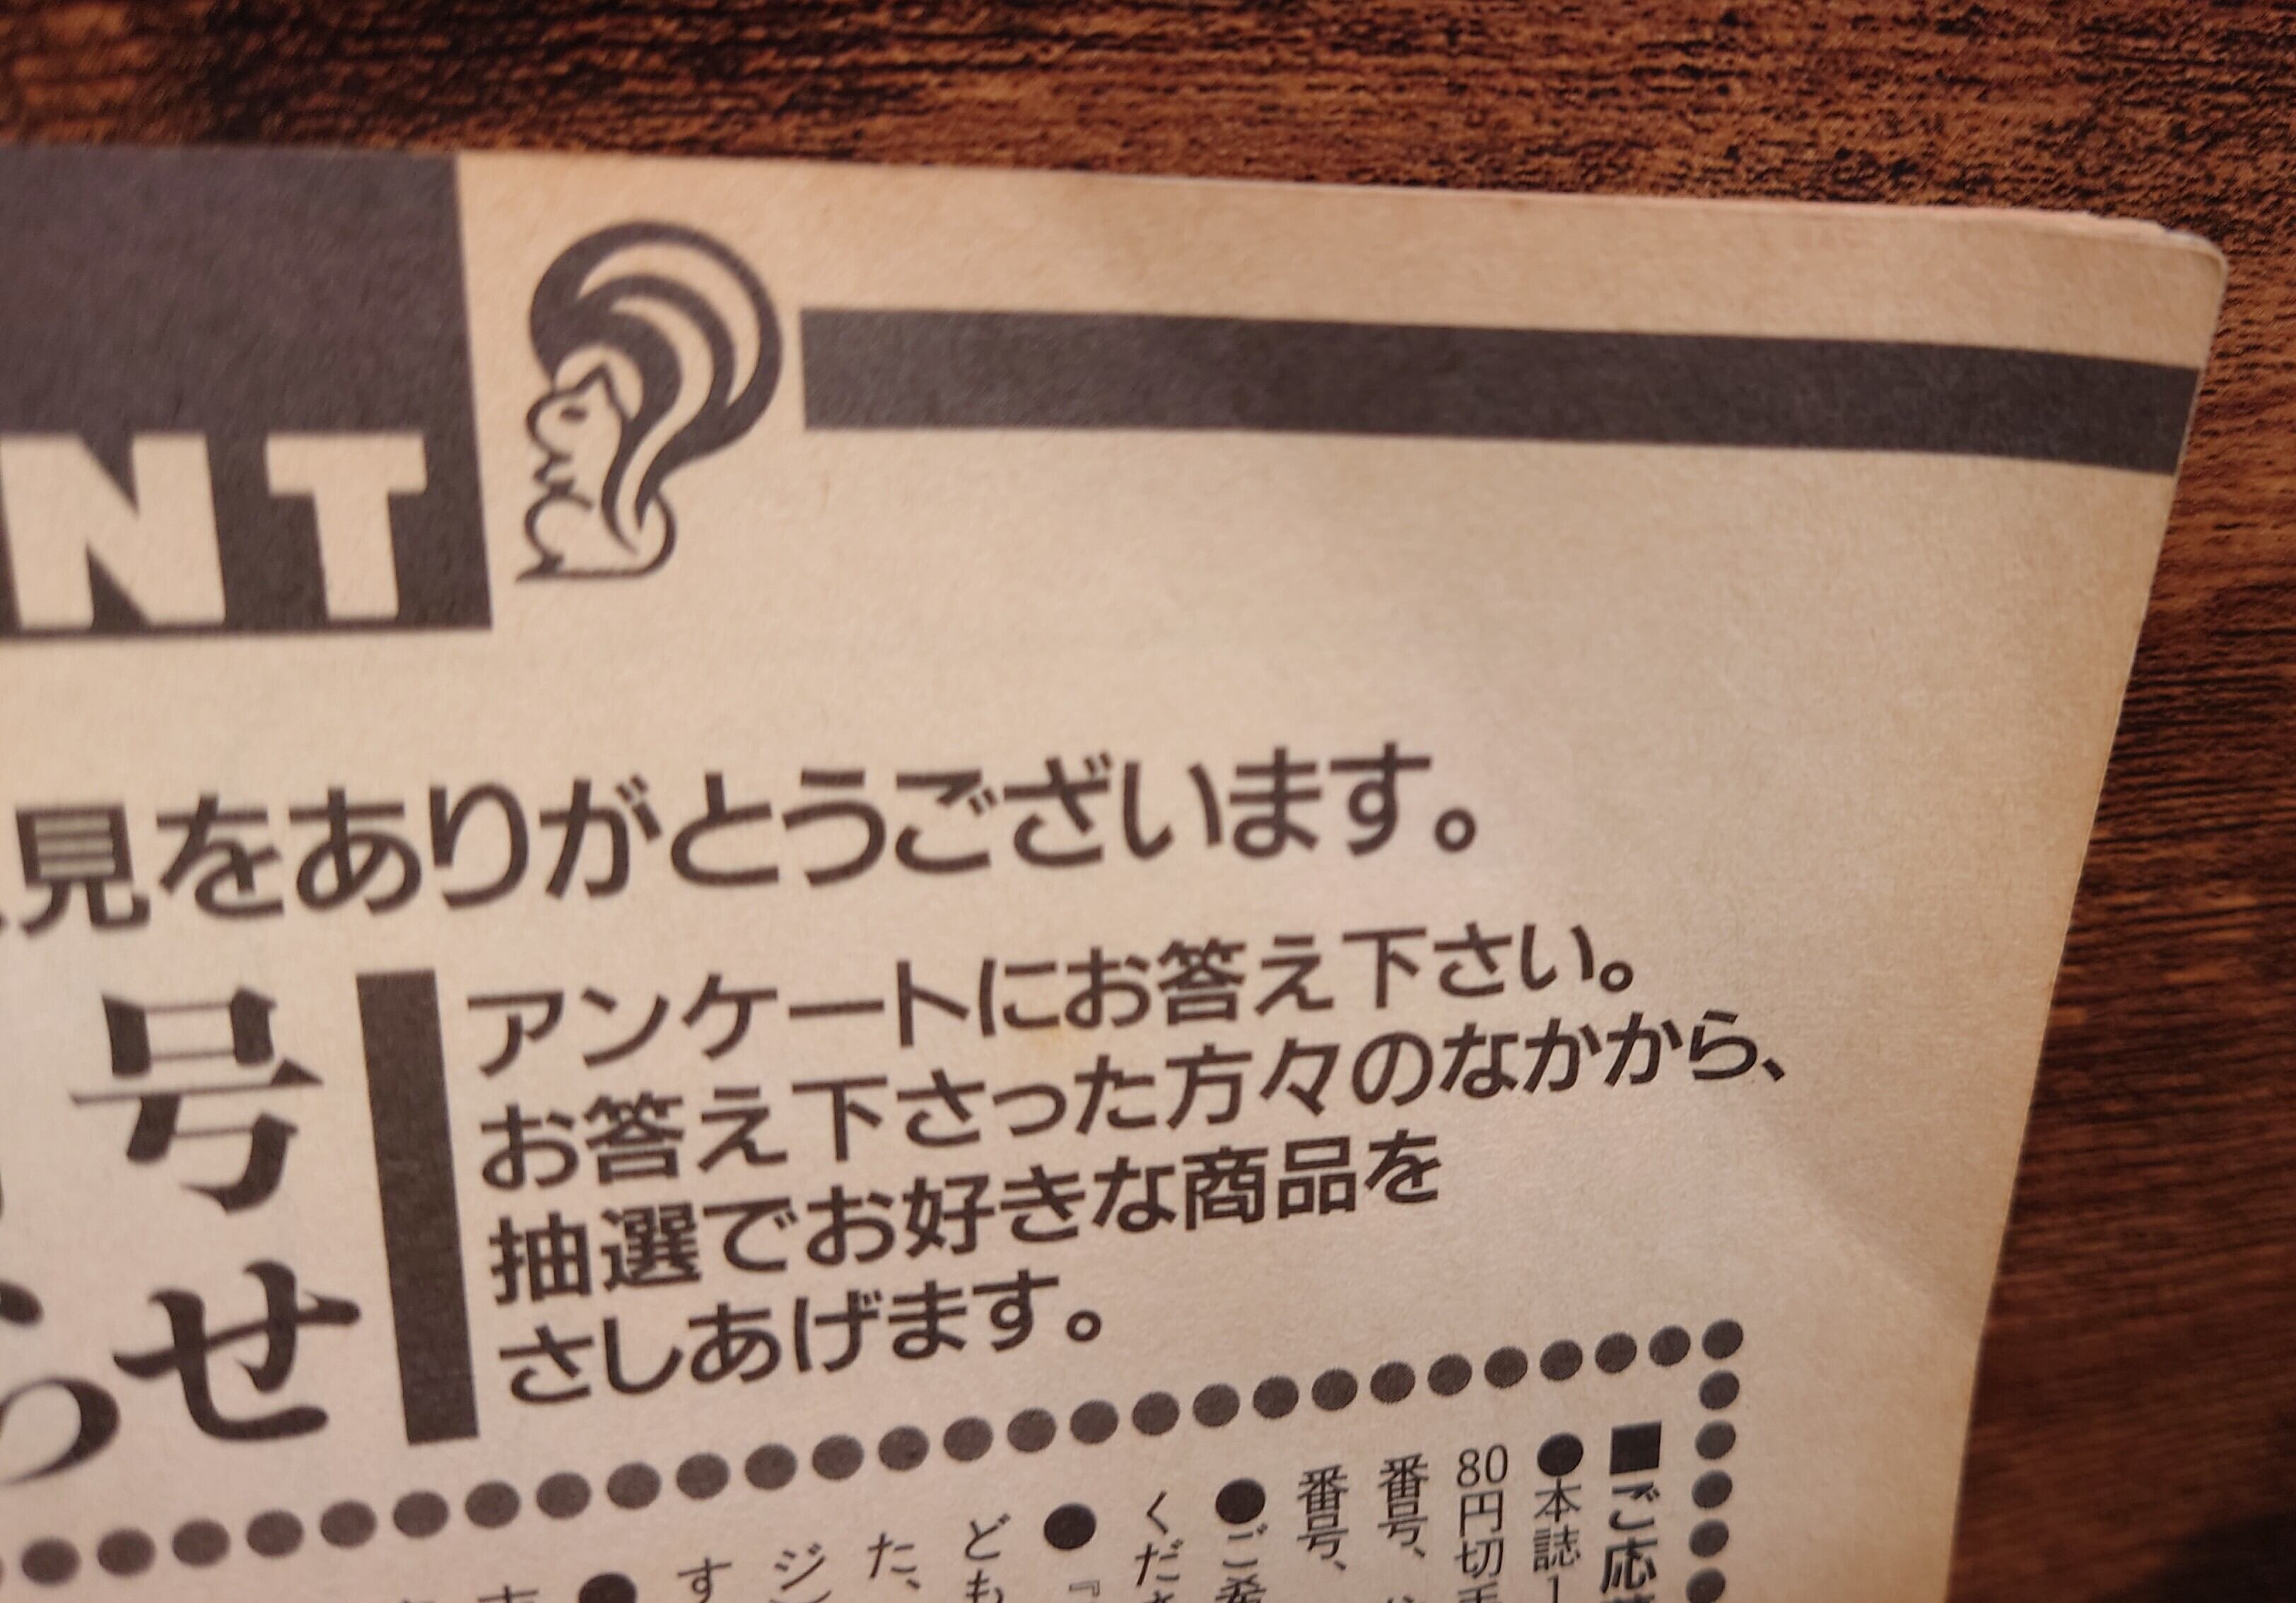 NT
見をありがとうございます。
号
せ
アンケートにお答え下さい。
お答え下さった方々のなかから、
抽選でお好きな商品を
さしあげます。
■ご応
●本誌
80円切手
番号、
番号、
●ご希
くださ
●『
ども
た、
ジ
す